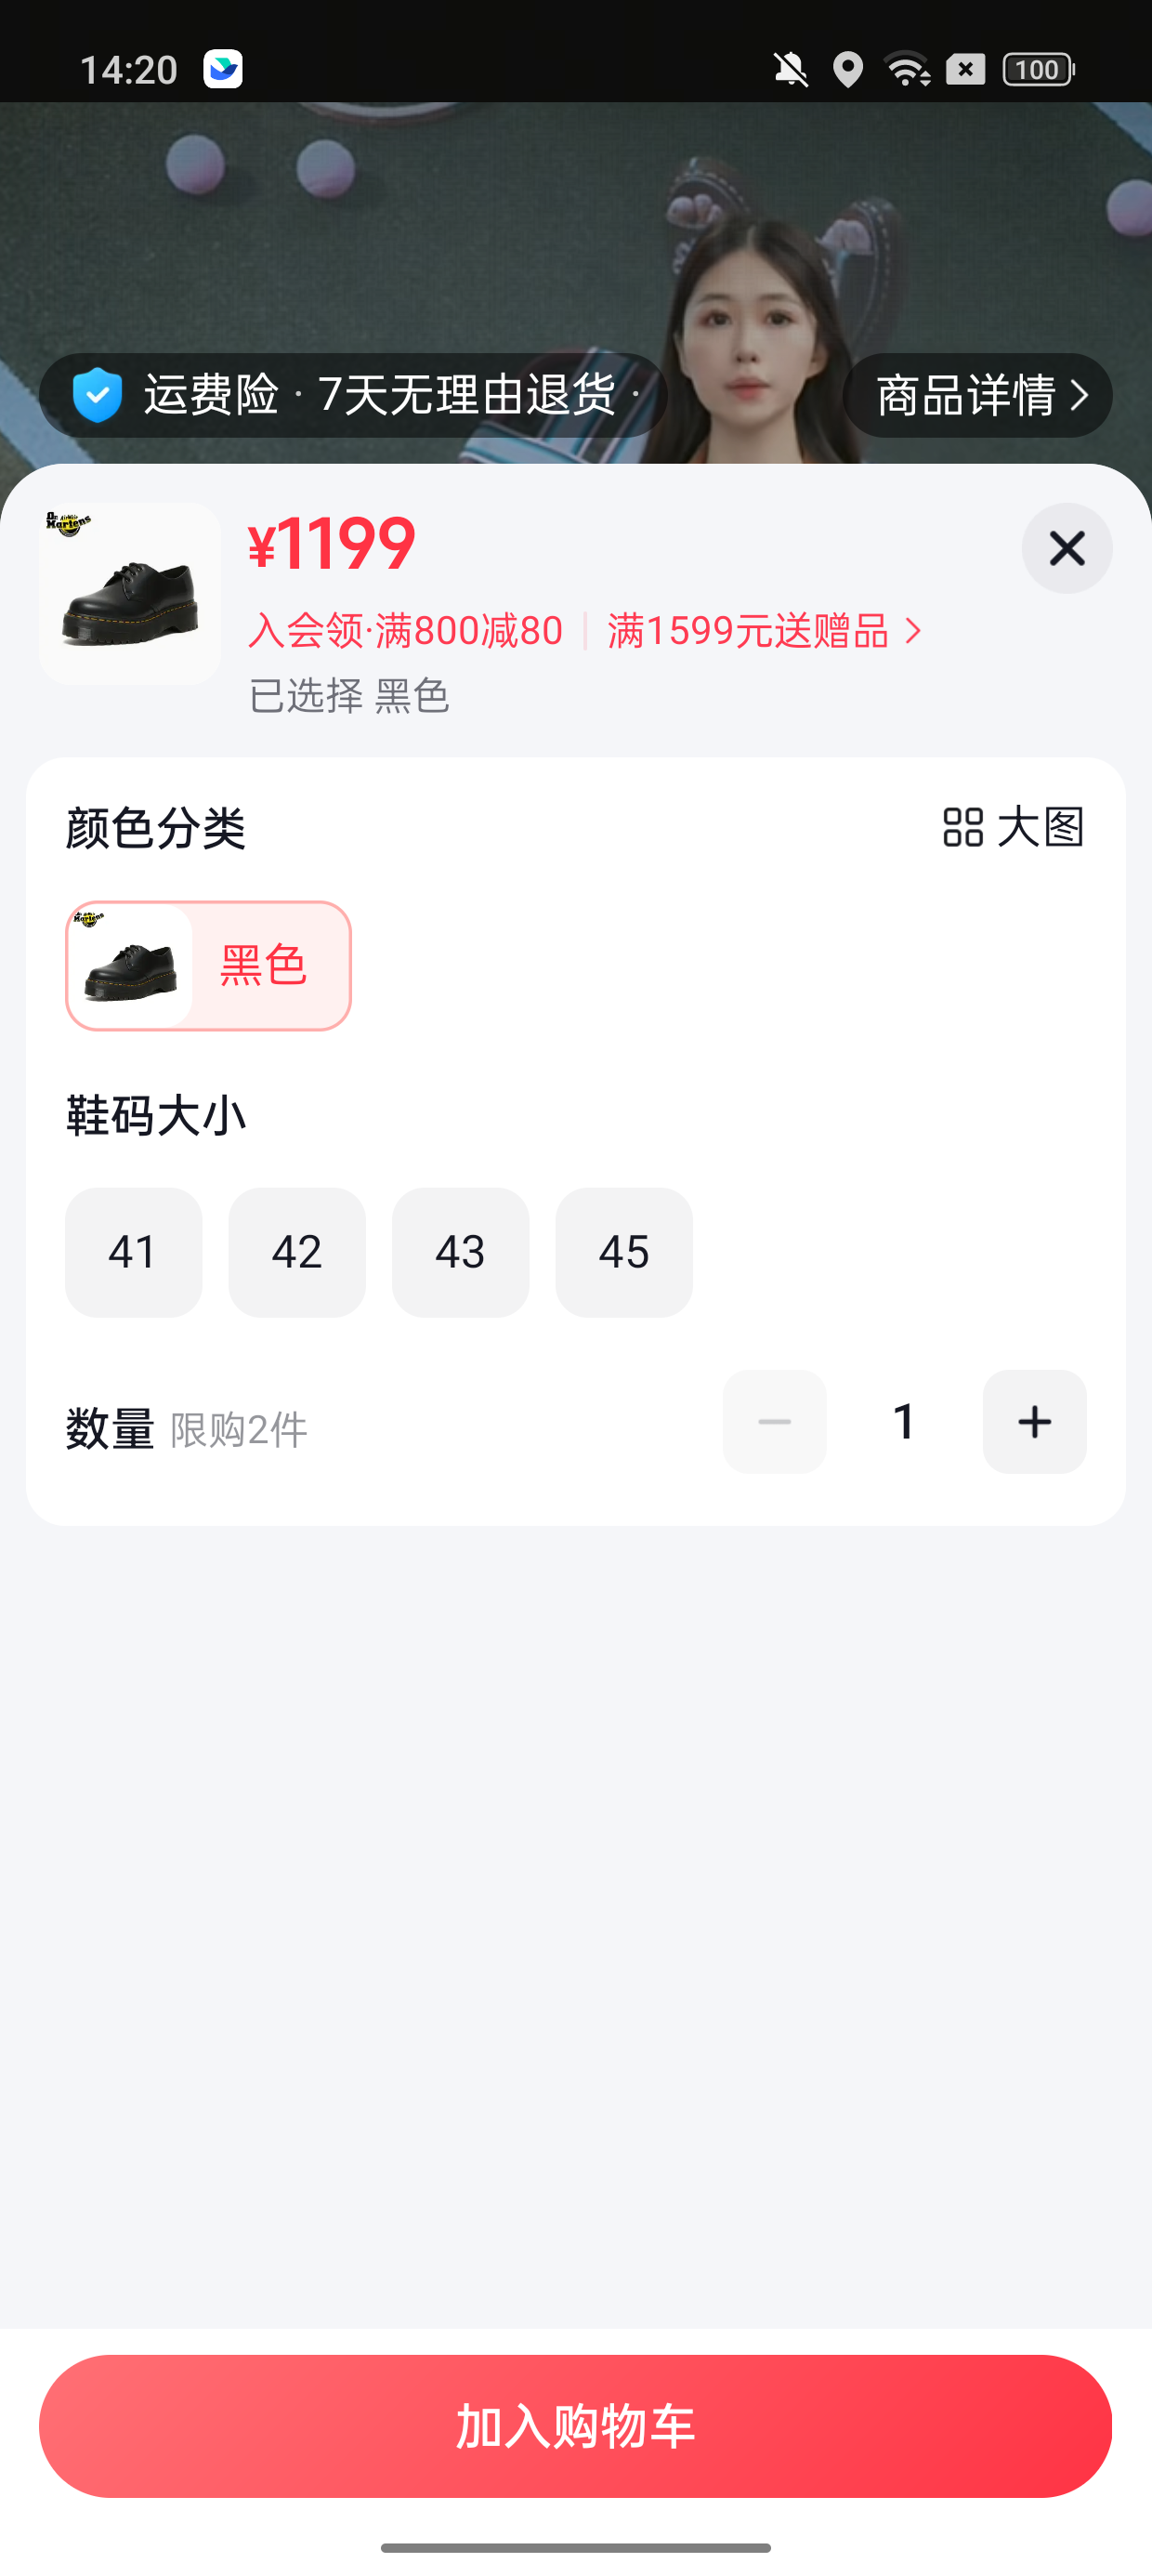 14:20
100
运费险 · 7天无理由退货 ·
商品详情
Dr. Martens
¥1199
入会领·满800减80
满1599元送赠品
已选择 黑色
颜色分类
大图
Martens
黑色
鞋码大小
41
42
43
45
数量 限购2件
1
加入购物车